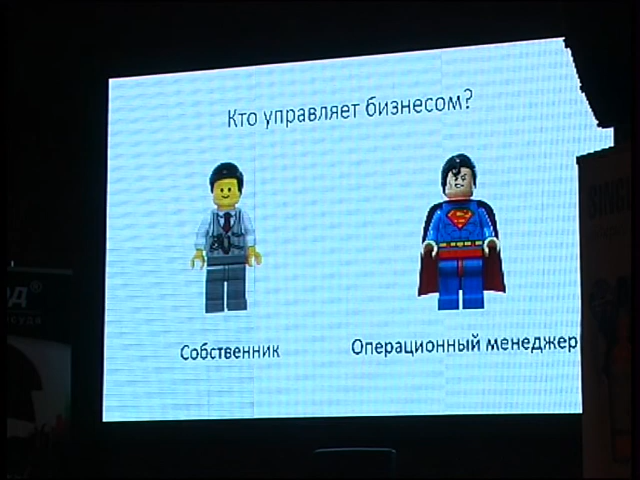 Кто управляет бизнесом?
Собственник
Операционный менеджер